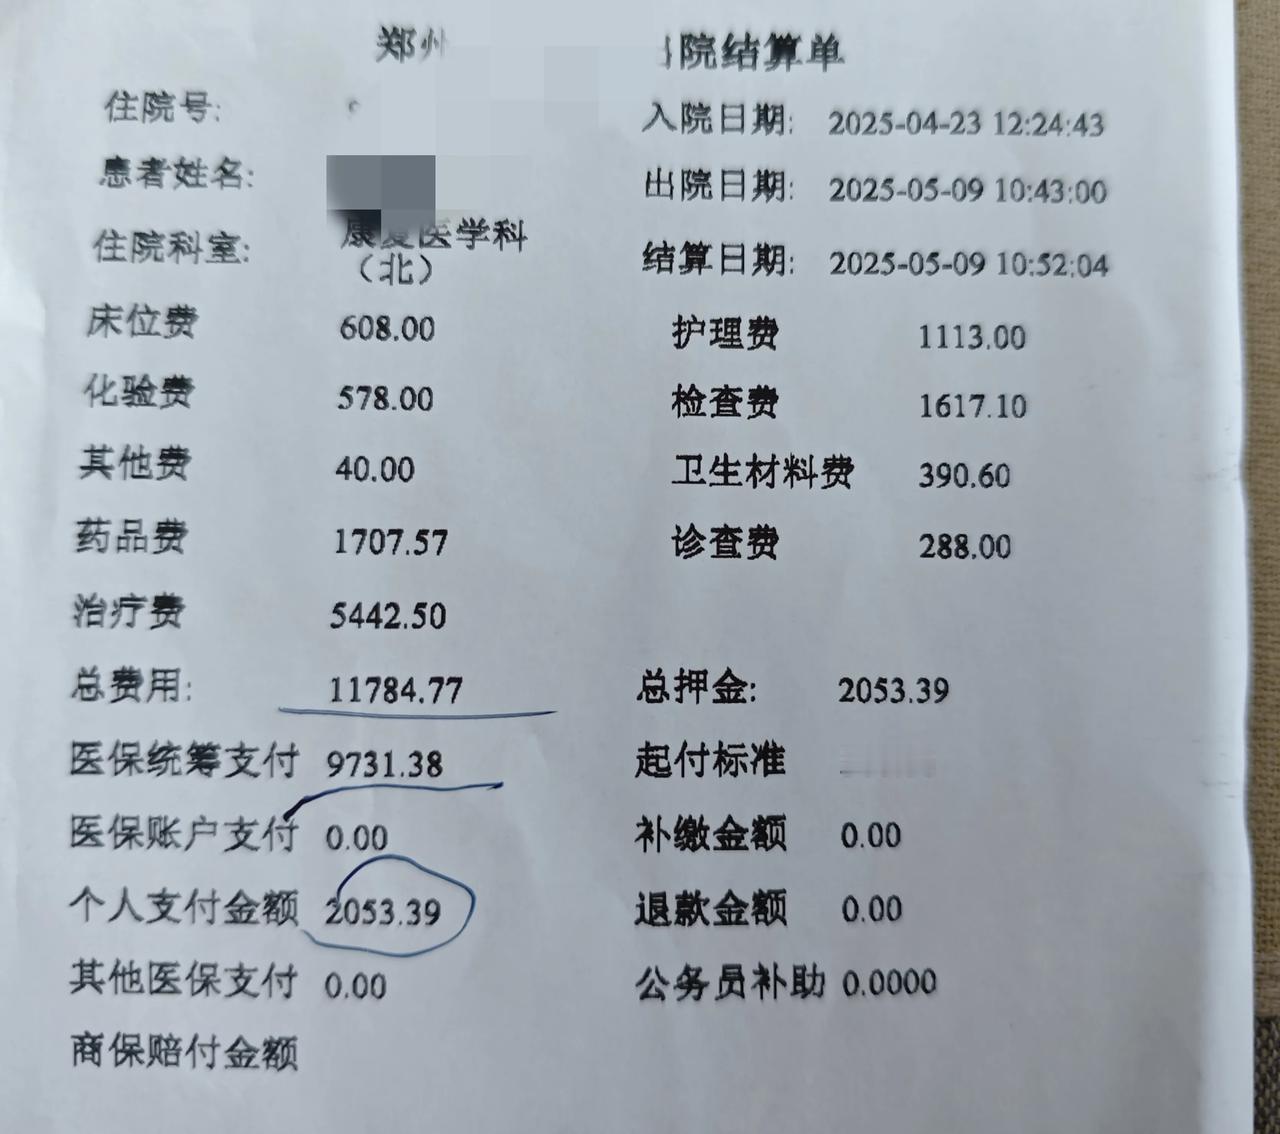 郑州 院结算单
住院号: 入院日期: 2025-04-23 12:24:43
患者姓名: 出院日期: 2025-05-09 10:43:00
住院科室: 康复医学科
（北） 结算日期: 2025-05-09 10:52:04
床位费 608.00 护理费 1113.00
化验费 578.00 检查费 1617.10
其他费 40.00 卫生材料费 390.60
药品费 1707.57 诊查费 288.00
治疗费 5442.50
总费用: 11784.77 总押金: 2053.39
医保统筹支付 9731.38 起付标准
医保账户支付 0.00 补缴金额 0.00
个人支付金额 2053.39 退款金额 0.00
其他医保支付 0.00 公务员补助 0.0000
商保赔付金额